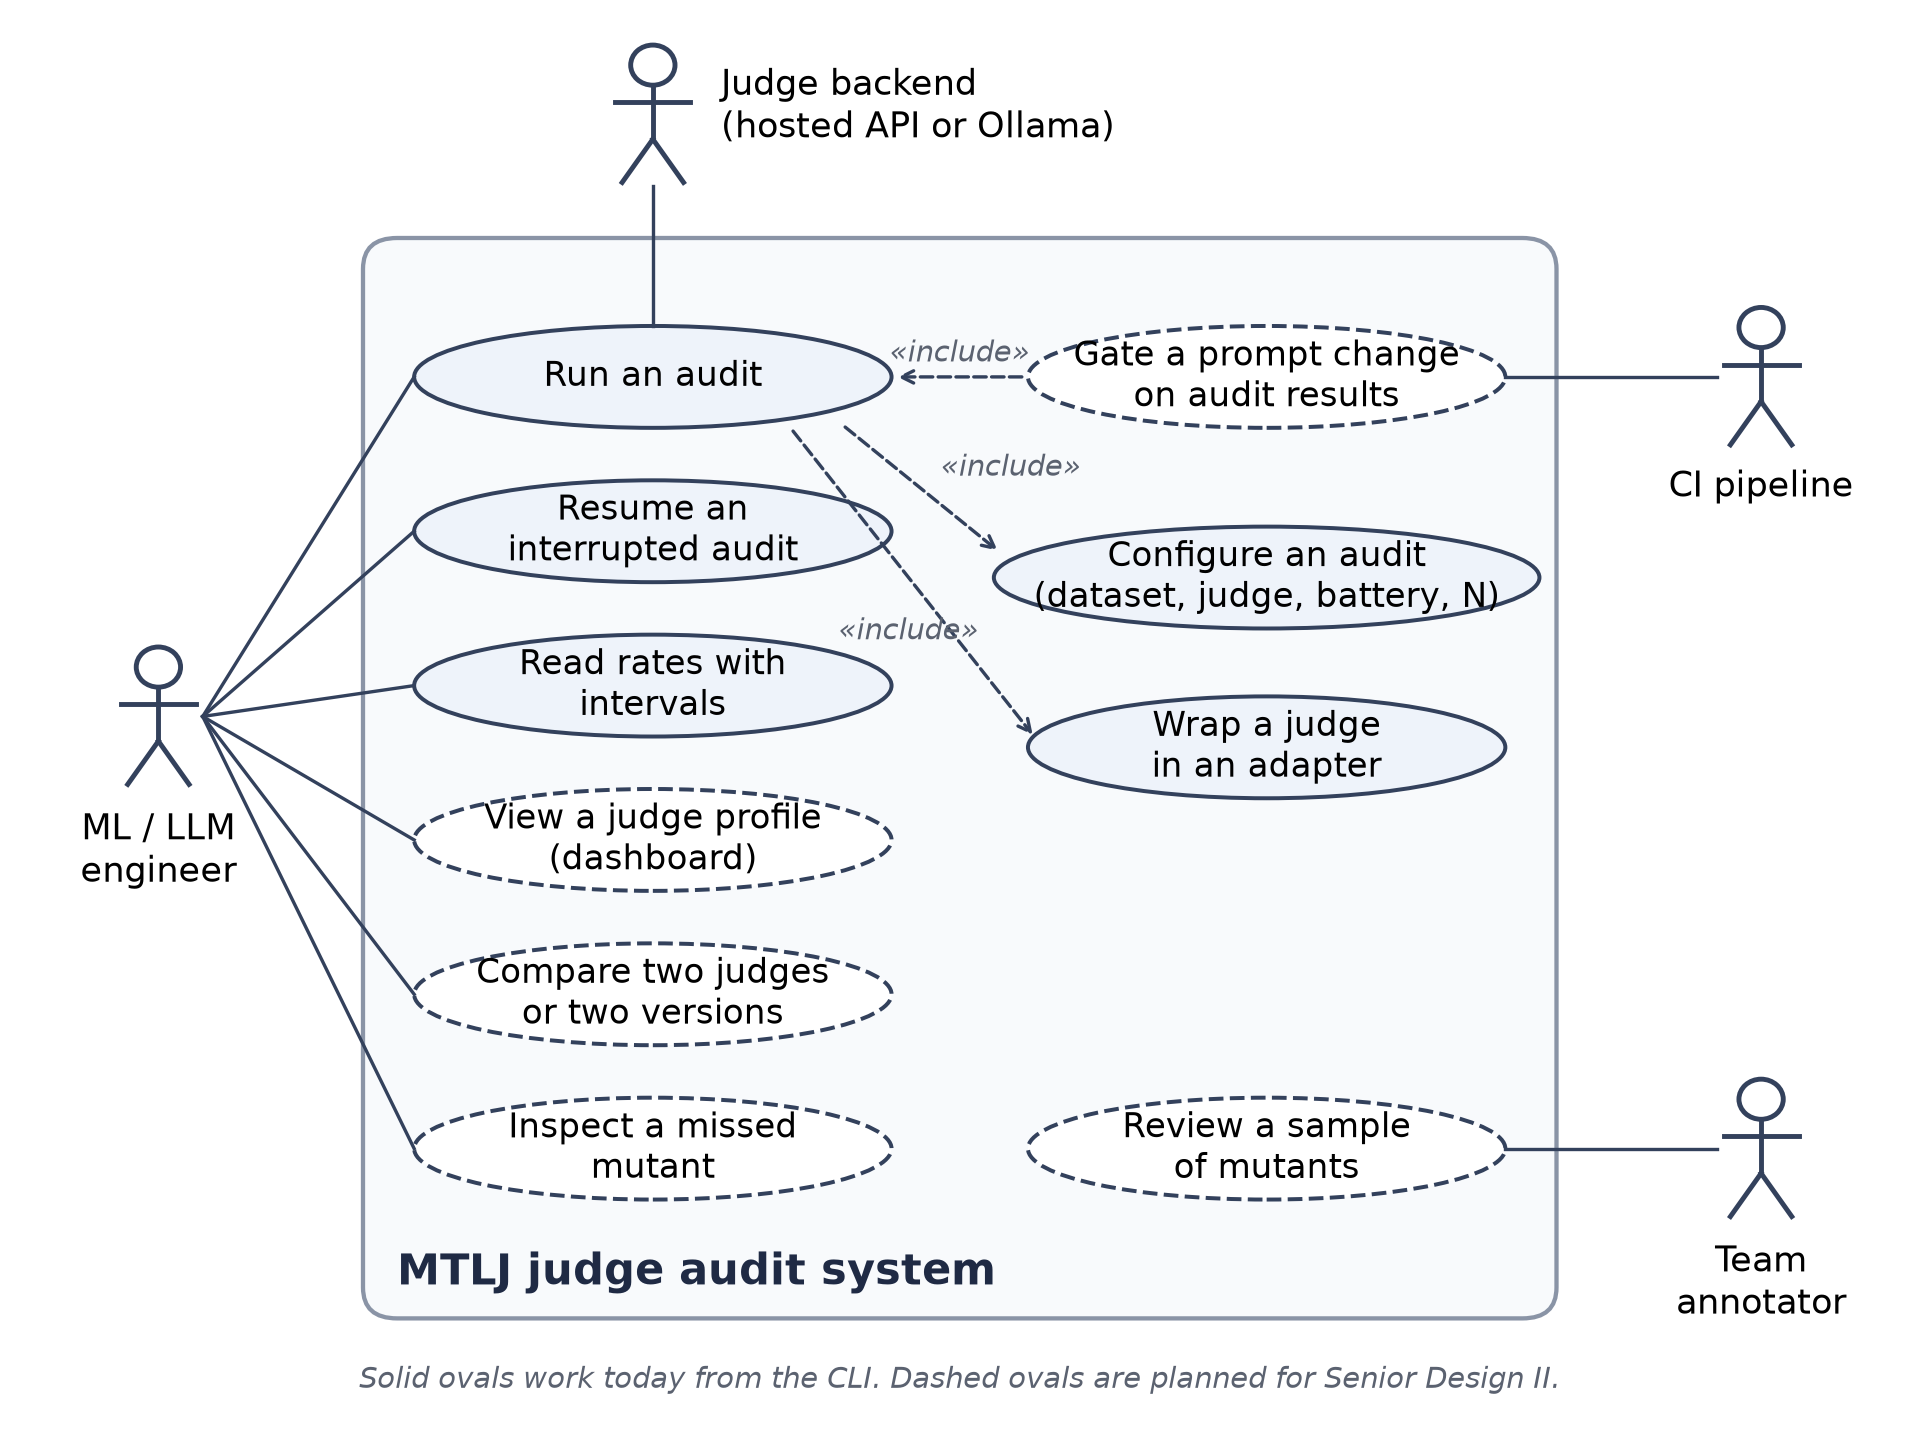 Judge backend
(hosted API or Ollama)
Run an audit
«include»
Gate a prompt change
on audit results
CI pipeline
«include»
Resume an
interrupted audit
Configure an audit
(dataset, judge, battery, N)
«include»
Read rates with
intervals
Wrap a judge
in an adapter
ML / LLM
engineer
View a judge profile
(dashboard)
Compare two judges
or two versions
Inspect a missed
mutant
Review a sample
of mutants
Team
annotator
MTLJ judge audit system
Solid ovals work today from the CLI. Dashed ovals are planned for Senior Design II.